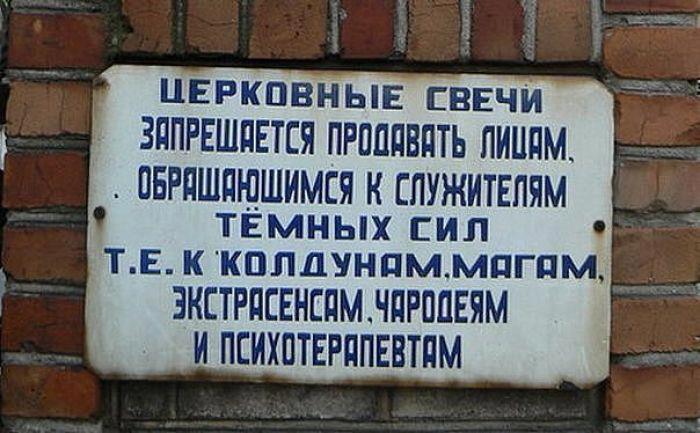 ЦЕРКОВНЫЕ СВЕЧИ
ЗАПРЕЩАЕТСЯ ПРОДАВАТЬ ЛИЦАМ,
ОБРАЩАЮЩИМСЯ К СЛУЖИТЕЛЯМ
ТЁМНЫХ СИЛ
Т.Е. К КОЛДУНАМ, МАГАМ,
ЭКСТРАСЕНСАМ, ЧАРОДЕЯМ
И ПСИХОТЕРАПЕВТАМ